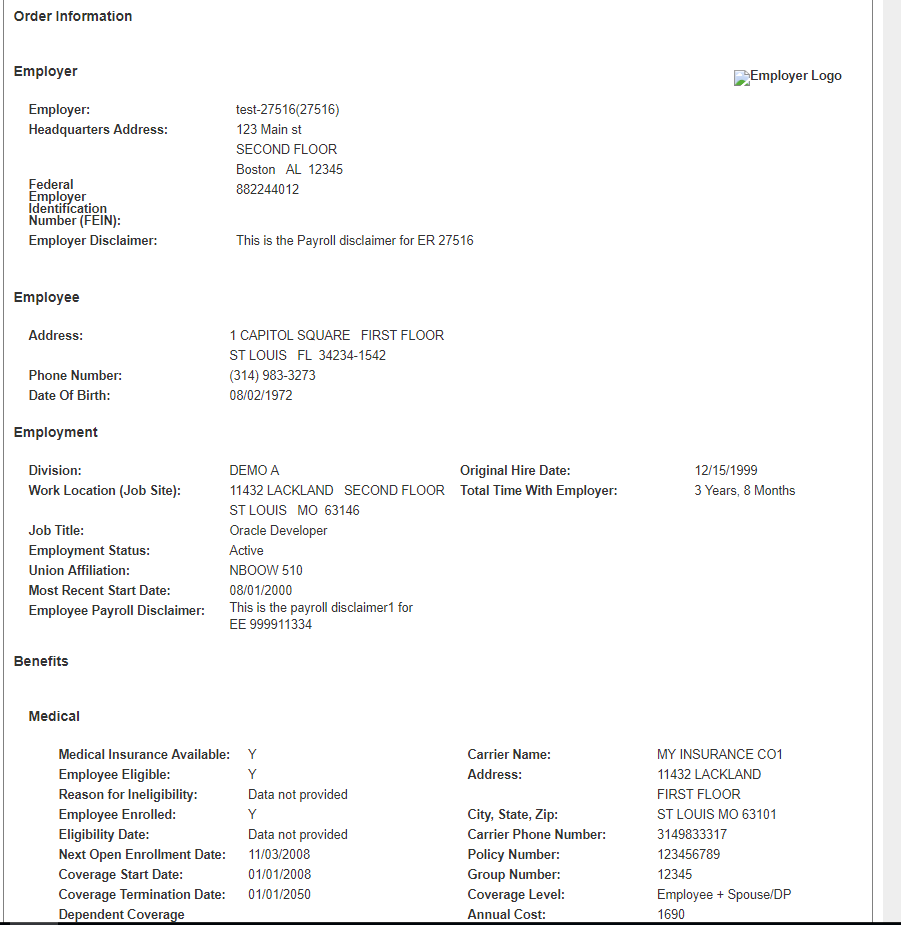 Order Information
Employer
Employer Logo
Employer: test-27516(27516)
Headquarters Address: 123 Main st
SECOND FLOOR
Boston AL 12345
Federal
Employer
Identification
Number (FEIN): 882244012
Employer Disclaimer: This is the Payroll disclaimer for ER 27516
Employee
Address: 1 CAPITOL SQUARE FIRST FLOOR
ST LOUIS FL 34234-1542
Phone Number: (314) 983-3273
Date Of Birth: 08/02/1972
Employment
Division: DEMO A Original Hire Date: 12/15/1999
Work Location (Job Site): 11432 LACKLAND SECOND FLOOR Total Time With Employer: 3 Years, 8 Months
ST LOUIS MO 63146
Job Title: Oracle Developer
Employment Status: Active
Union Affiliation: NBOOW 510
Most Recent Start Date: 08/01/2000
Employee Payroll Disclaimer: This is the payroll disclaimer1 for
EE 999911334
Benefits
Medical
Medical Insurance Available: Y Carrier Name: MY INSURANCE CO1
Employee Eligible: Y Address: 11432 LACKLAND
Reason for Ineligibility: Data not provided FIRST FLOOR
Employee Enrolled: Y City, State, Zip: ST LOUIS MO 63101
Eligibility Date: Data not provided Carrier Phone Number: 3149833317
Next Open Enrollment Date: 11/03/2008 Policy Number: 123456789
Coverage Start Date: 01/01/2008 Group Number: 12345
Coverage Termination Date: 01/01/2050 Coverage Level: Employee + Spouse/DP
Dependent Coverage Annual Cost: 1690